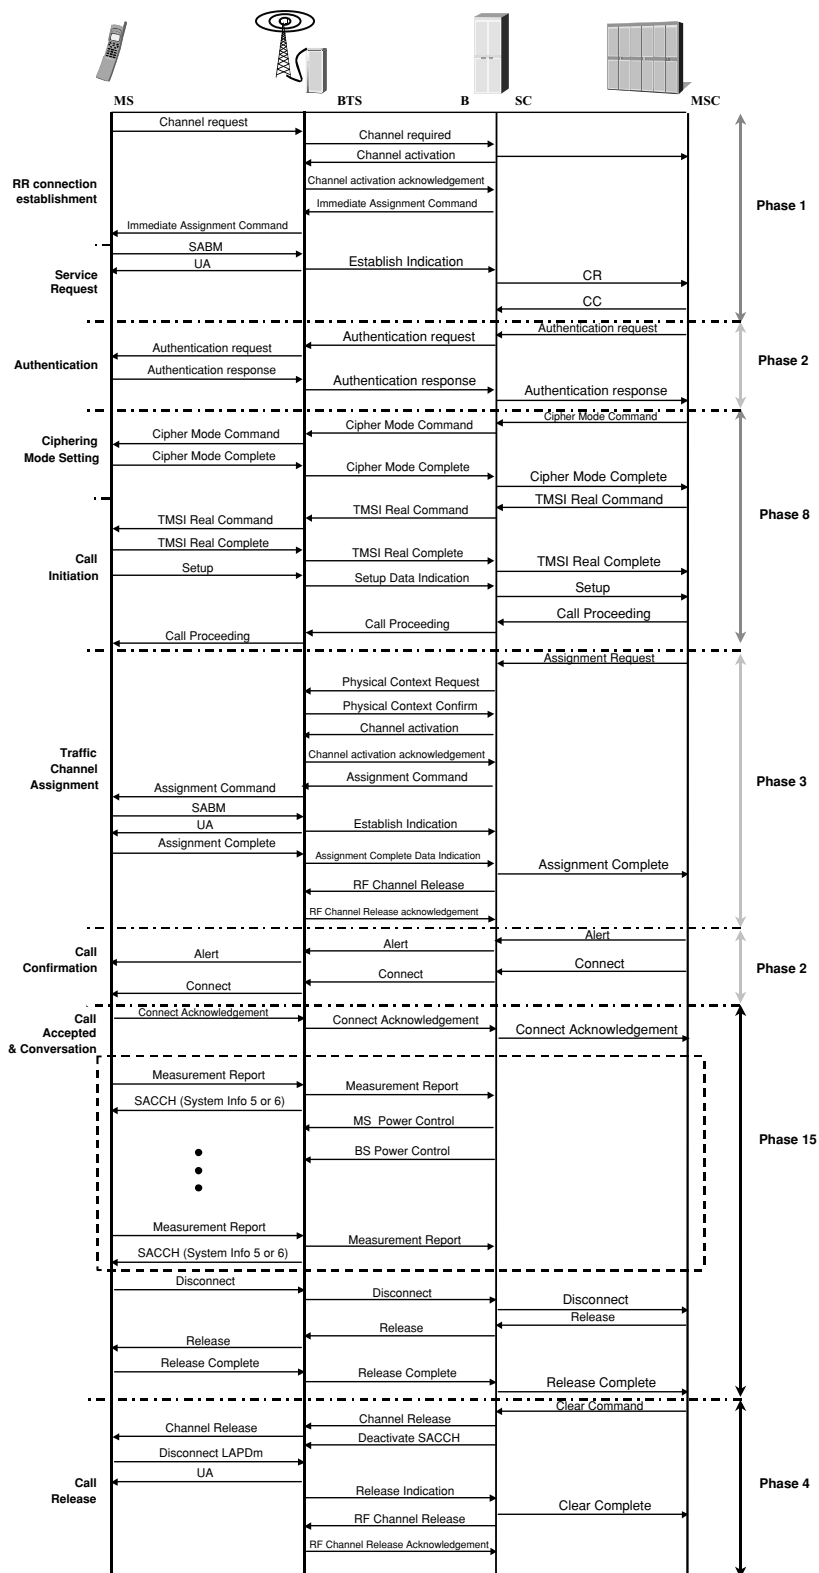 MS BTS B SC MSC
Channel request
Channel required
Channel activation
RR connection
establishment
Channel activation acknowledgement
Immediate Assignment Command
Phase 1
Immediate Assignment Command
SABM
UA
Establish Indication
Service
Request
CR
CC
Authentication request
Authentication request
Authentication request
Authentication
Phase 2
Authentication response
Authentication response
Authentication response
Cipher Mode Command
Cipher Mode Command
Cipher Mode Command
Ciphering
Mode Setting
Cipher Mode Complete
Cipher Mode Complete
Cipher Mode Complete
TMSI Real Command
TMSI Real Command
TMSI Real Command
Phase 8
TMSI Real Complete
TMSI Real Complete
TMSI Real Complete
Call
Initiation
Setup
Setup Data Indication
Setup
Call Proceeding
Call Proceeding
Call Proceeding
Assignment Request
Physical Context Request
Physical Context Confirm
Channel activation
Traffic
Channel
Assignment
Channel activation acknowledgement
Assignment Command
Assignment Command
Phase 3
SABM
UA
Establish Indication
Assignment Complete
Assignment Complete Data Indication
Assignment Complete
RF Channel Release
RF Channel Release acknowledgement
Alert
Alert
Alert
Call
Confirmation
Phase 2
Connect
Connect
Connect
Connect Acknowledgement
Connect Acknowledgement
Connect Acknowledgement
Call
Accepted
& Conversation
Measurement Report
Measurement Report
SACCH (System Info 5 or 6)
MS Power Control
Phase 15
BS Power Control
Measurement Report
Measurement Report
SACCH (System Info 5 or 6)
Disconnect
Disconnect
Disconnect
Release
Release
Release
Release Complete
Release Complete
Release Complete
Clear Command
Channel Release
Channel Release
Deactivate SACCH
Disconnect LAPDm
UA
Call
Release
Phase 4
Release Indication
Clear Complete
RF Channel Release
RF Channel Release Acknowledgement